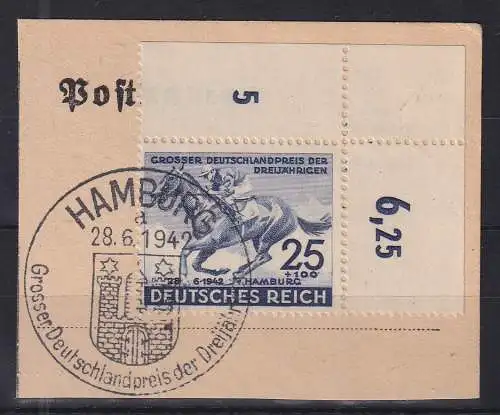 Post
5
GROSSER DEUTSCHLANDPREIS DER
DREIJÄHRIGEN
25
+100
28 6·1942 HAMBURG
DEUTSCHES REICH
6,25
HAMBURG
a
28.6.1942
Grosser Deutschlandpreis der Dreijäh